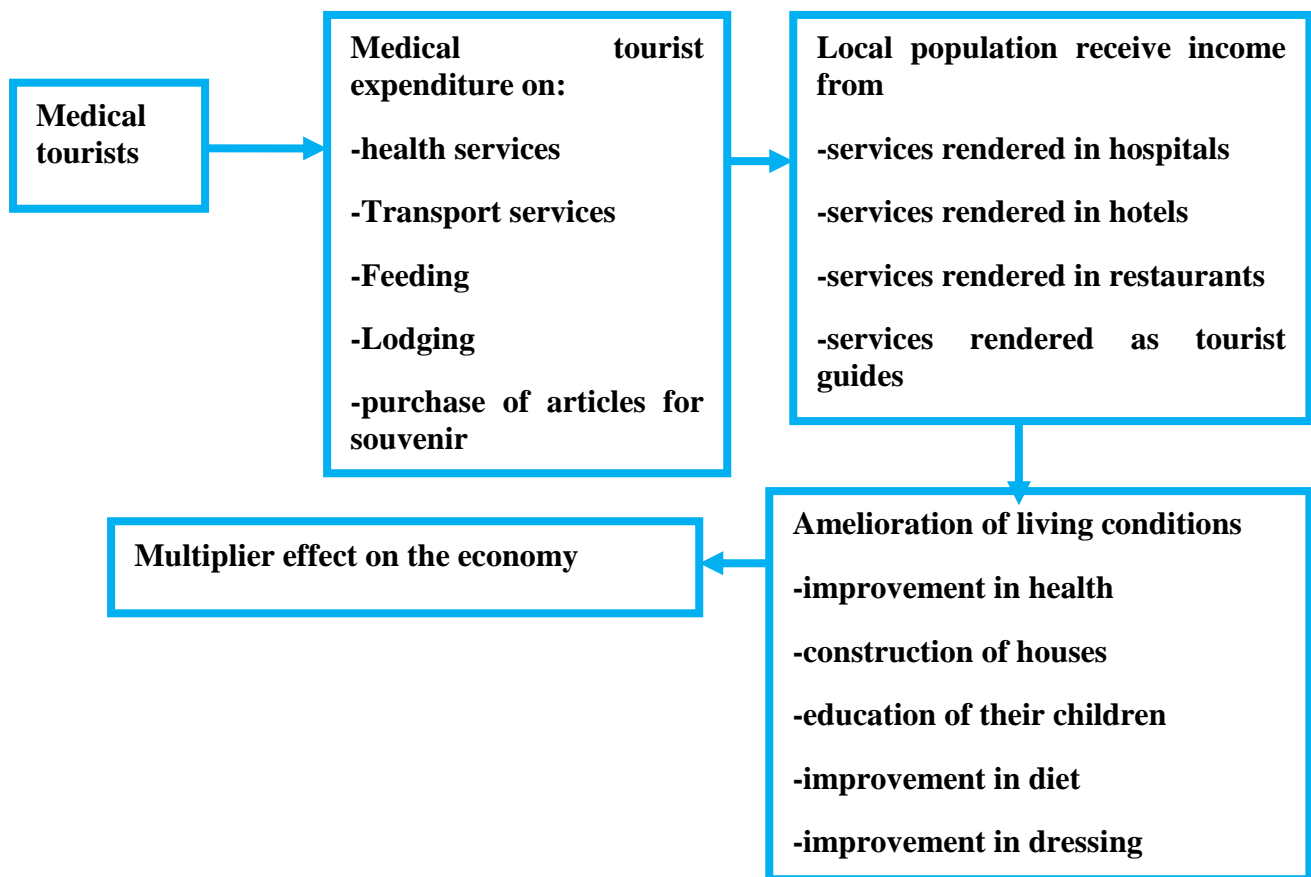 Medical
tourists
Medical tourist
expenditure on:
-health services
-Transport services
-Feeding
-Lodging
-purchase of articles for
souvenir
Local population receive income
from
-services rendered in hospitals
-services rendered in hotels
-services rendered in restaurants
-services rendered as tourist
guides
Amelioration of living conditions
-improvement in health
-construction of houses
-education of their children
-improvement in diet
-improvement in dressing
Multiplier effect on the economy